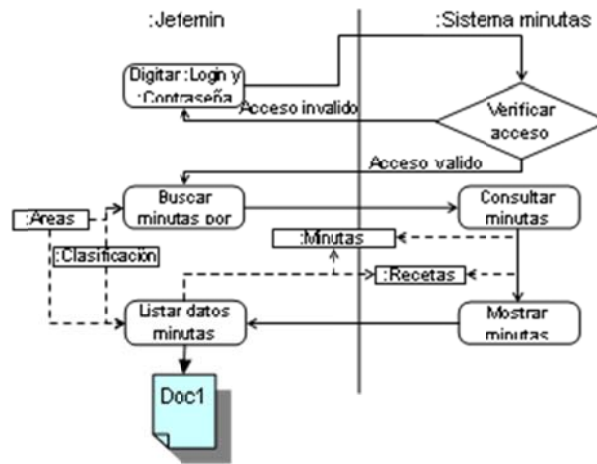 :Jefemin
:Sistema minutas
Digitar :Login y
:Contraseña
Acceso invalido
Verificar
acceso
Acceso valido
Buscar
minutas por
Consultar
minutas
:Areas
:Minutas
:Clasificación
:Recetas
Listar datos
minutas
Mostrar
minutas
Doc1